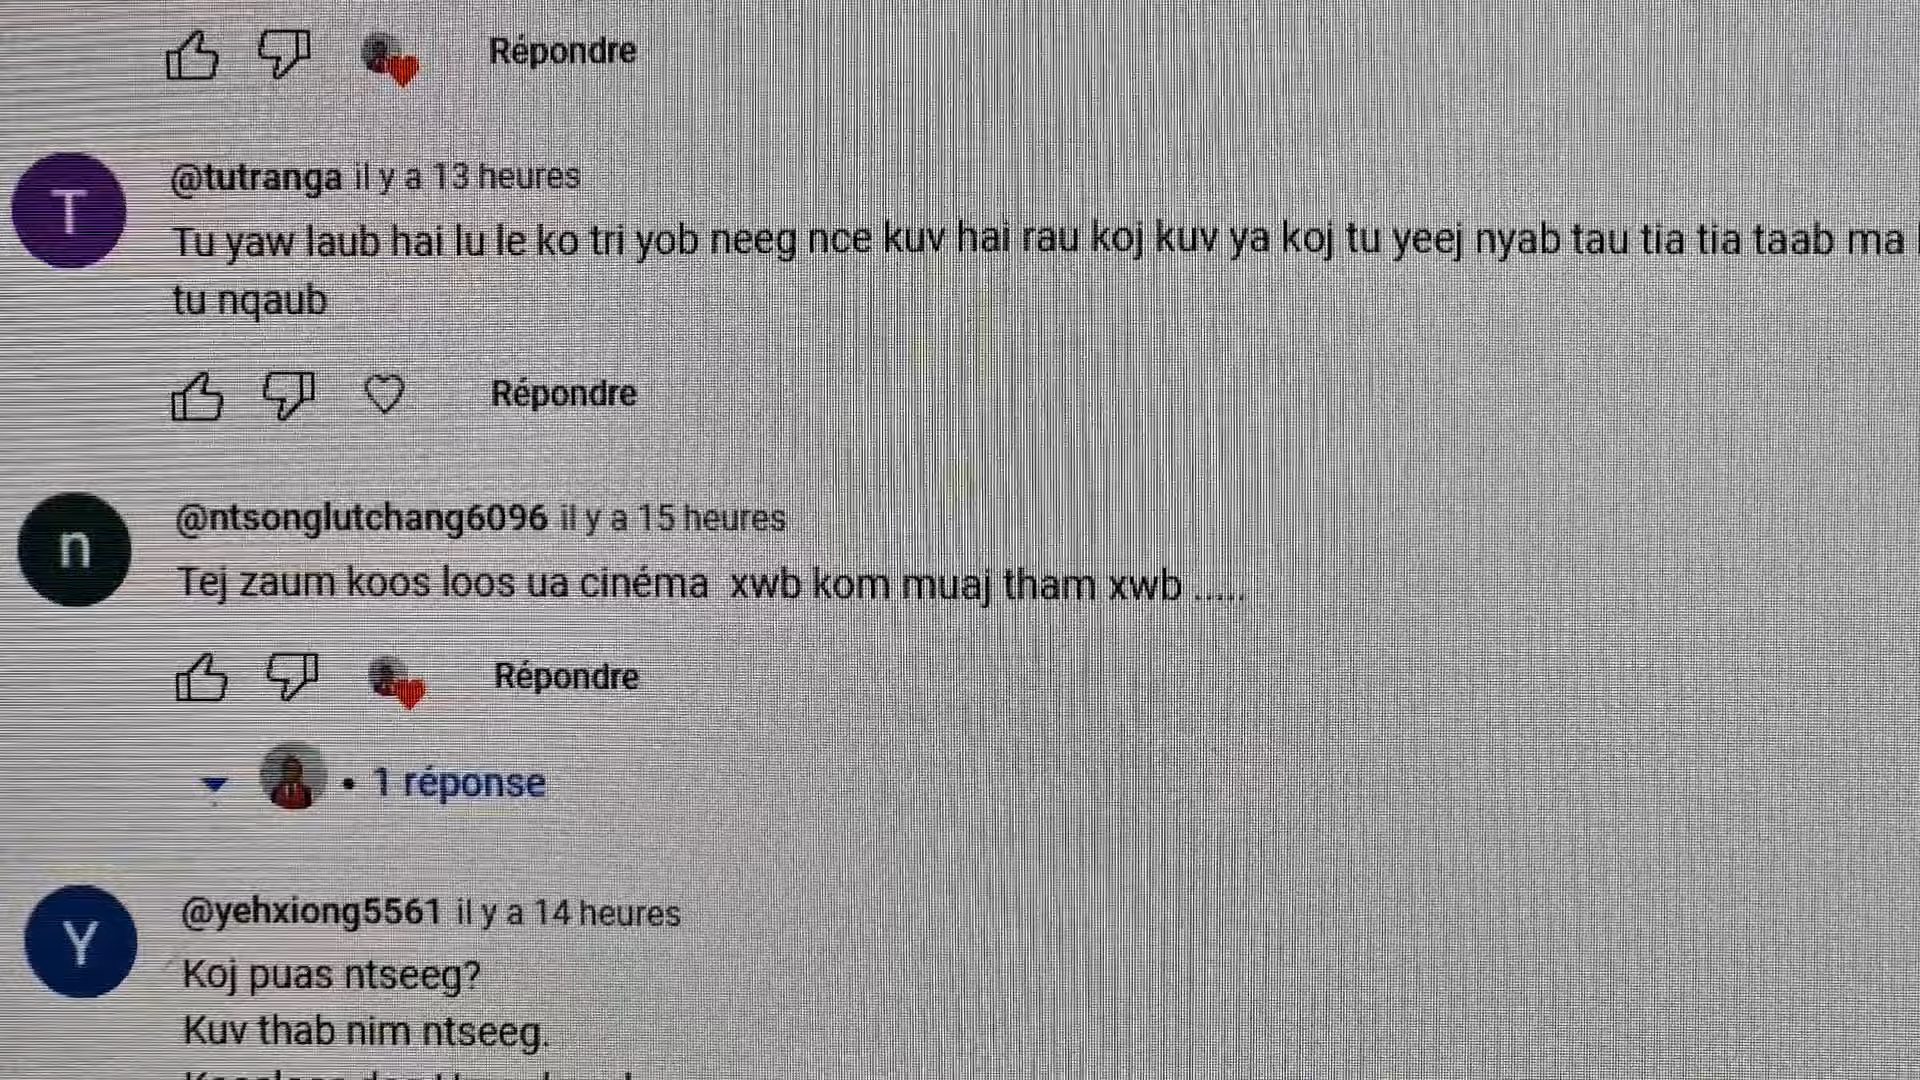 Répondre
T
@tutranga il y a 13 heures
Tu yaw laub hai lu le ko tri yob neeg nce kuv hai rau koj kuv ya koj tu yeej nyab tau tia tia taab ma
tu nqaub
Répondre
n
@ntsonglutchang6096 il y a 15 heures
Tej zaum koos loos ua cinéma xwb kom muaj tham xwb .....
Répondre
• 1 réponse
Y
@yehxiong5561 il y a 14 heures
Koj puas ntseeg?
Kuv thab nim ntseeg.